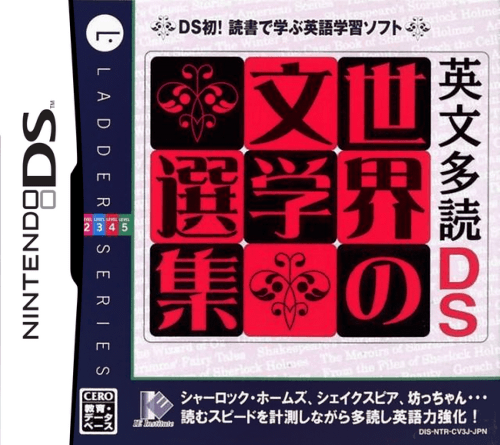 DS初! 読書で学ぶ英語学習ソフト
英文多読DS
世界の
文学
選集
L
LADDER SERIES
LEVEL 2
LEVEL 3
LEVEL 4
LEVEL 5
NINTENDO DS™
CERO
教育・データベース
IE Institute
シャーロック・ホームズ、シェイクスピア、坊っちゃん・・・
読むスピードを計測しながら多読し英語力強化!
DIS-NTR-CV3J-JPN